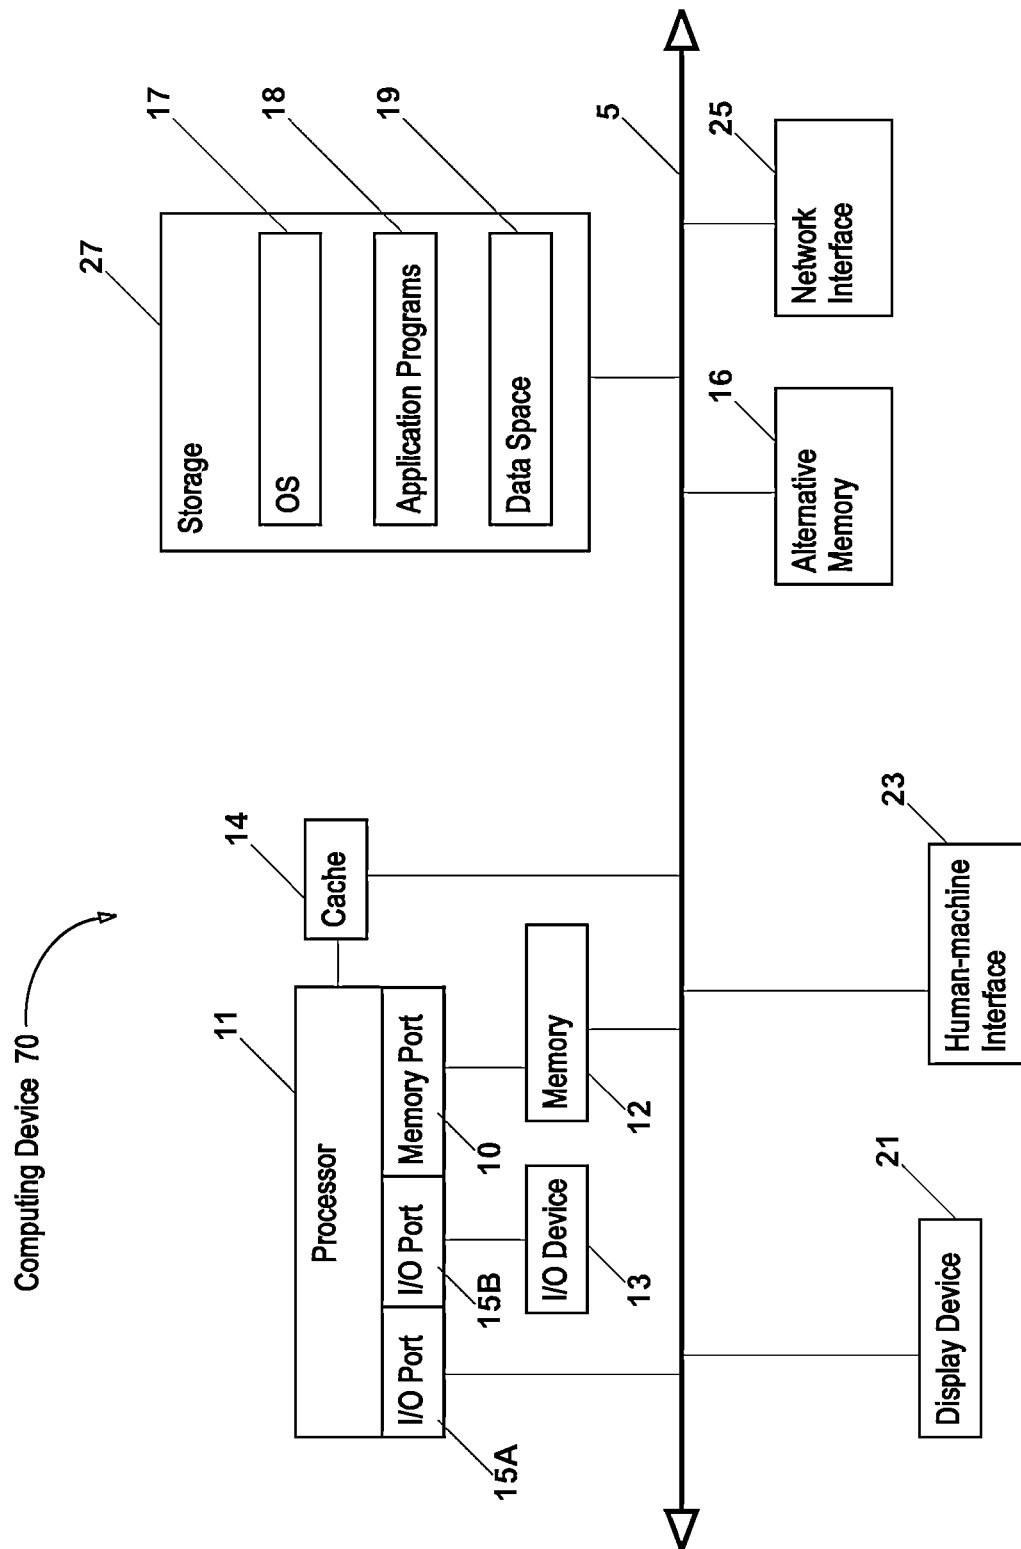 Computing Device 70
11
Processor
I/O Port
I/O Port
Memory Port
15A
15B
10
14
Cache
I/O Device
13
Memory
12
27
Storage
17
OS
18
Application Programs
19
Data Space
5
21
Display Device
23
Human-machine
Interface
16
Alternative
Memory
25
Network
Interface